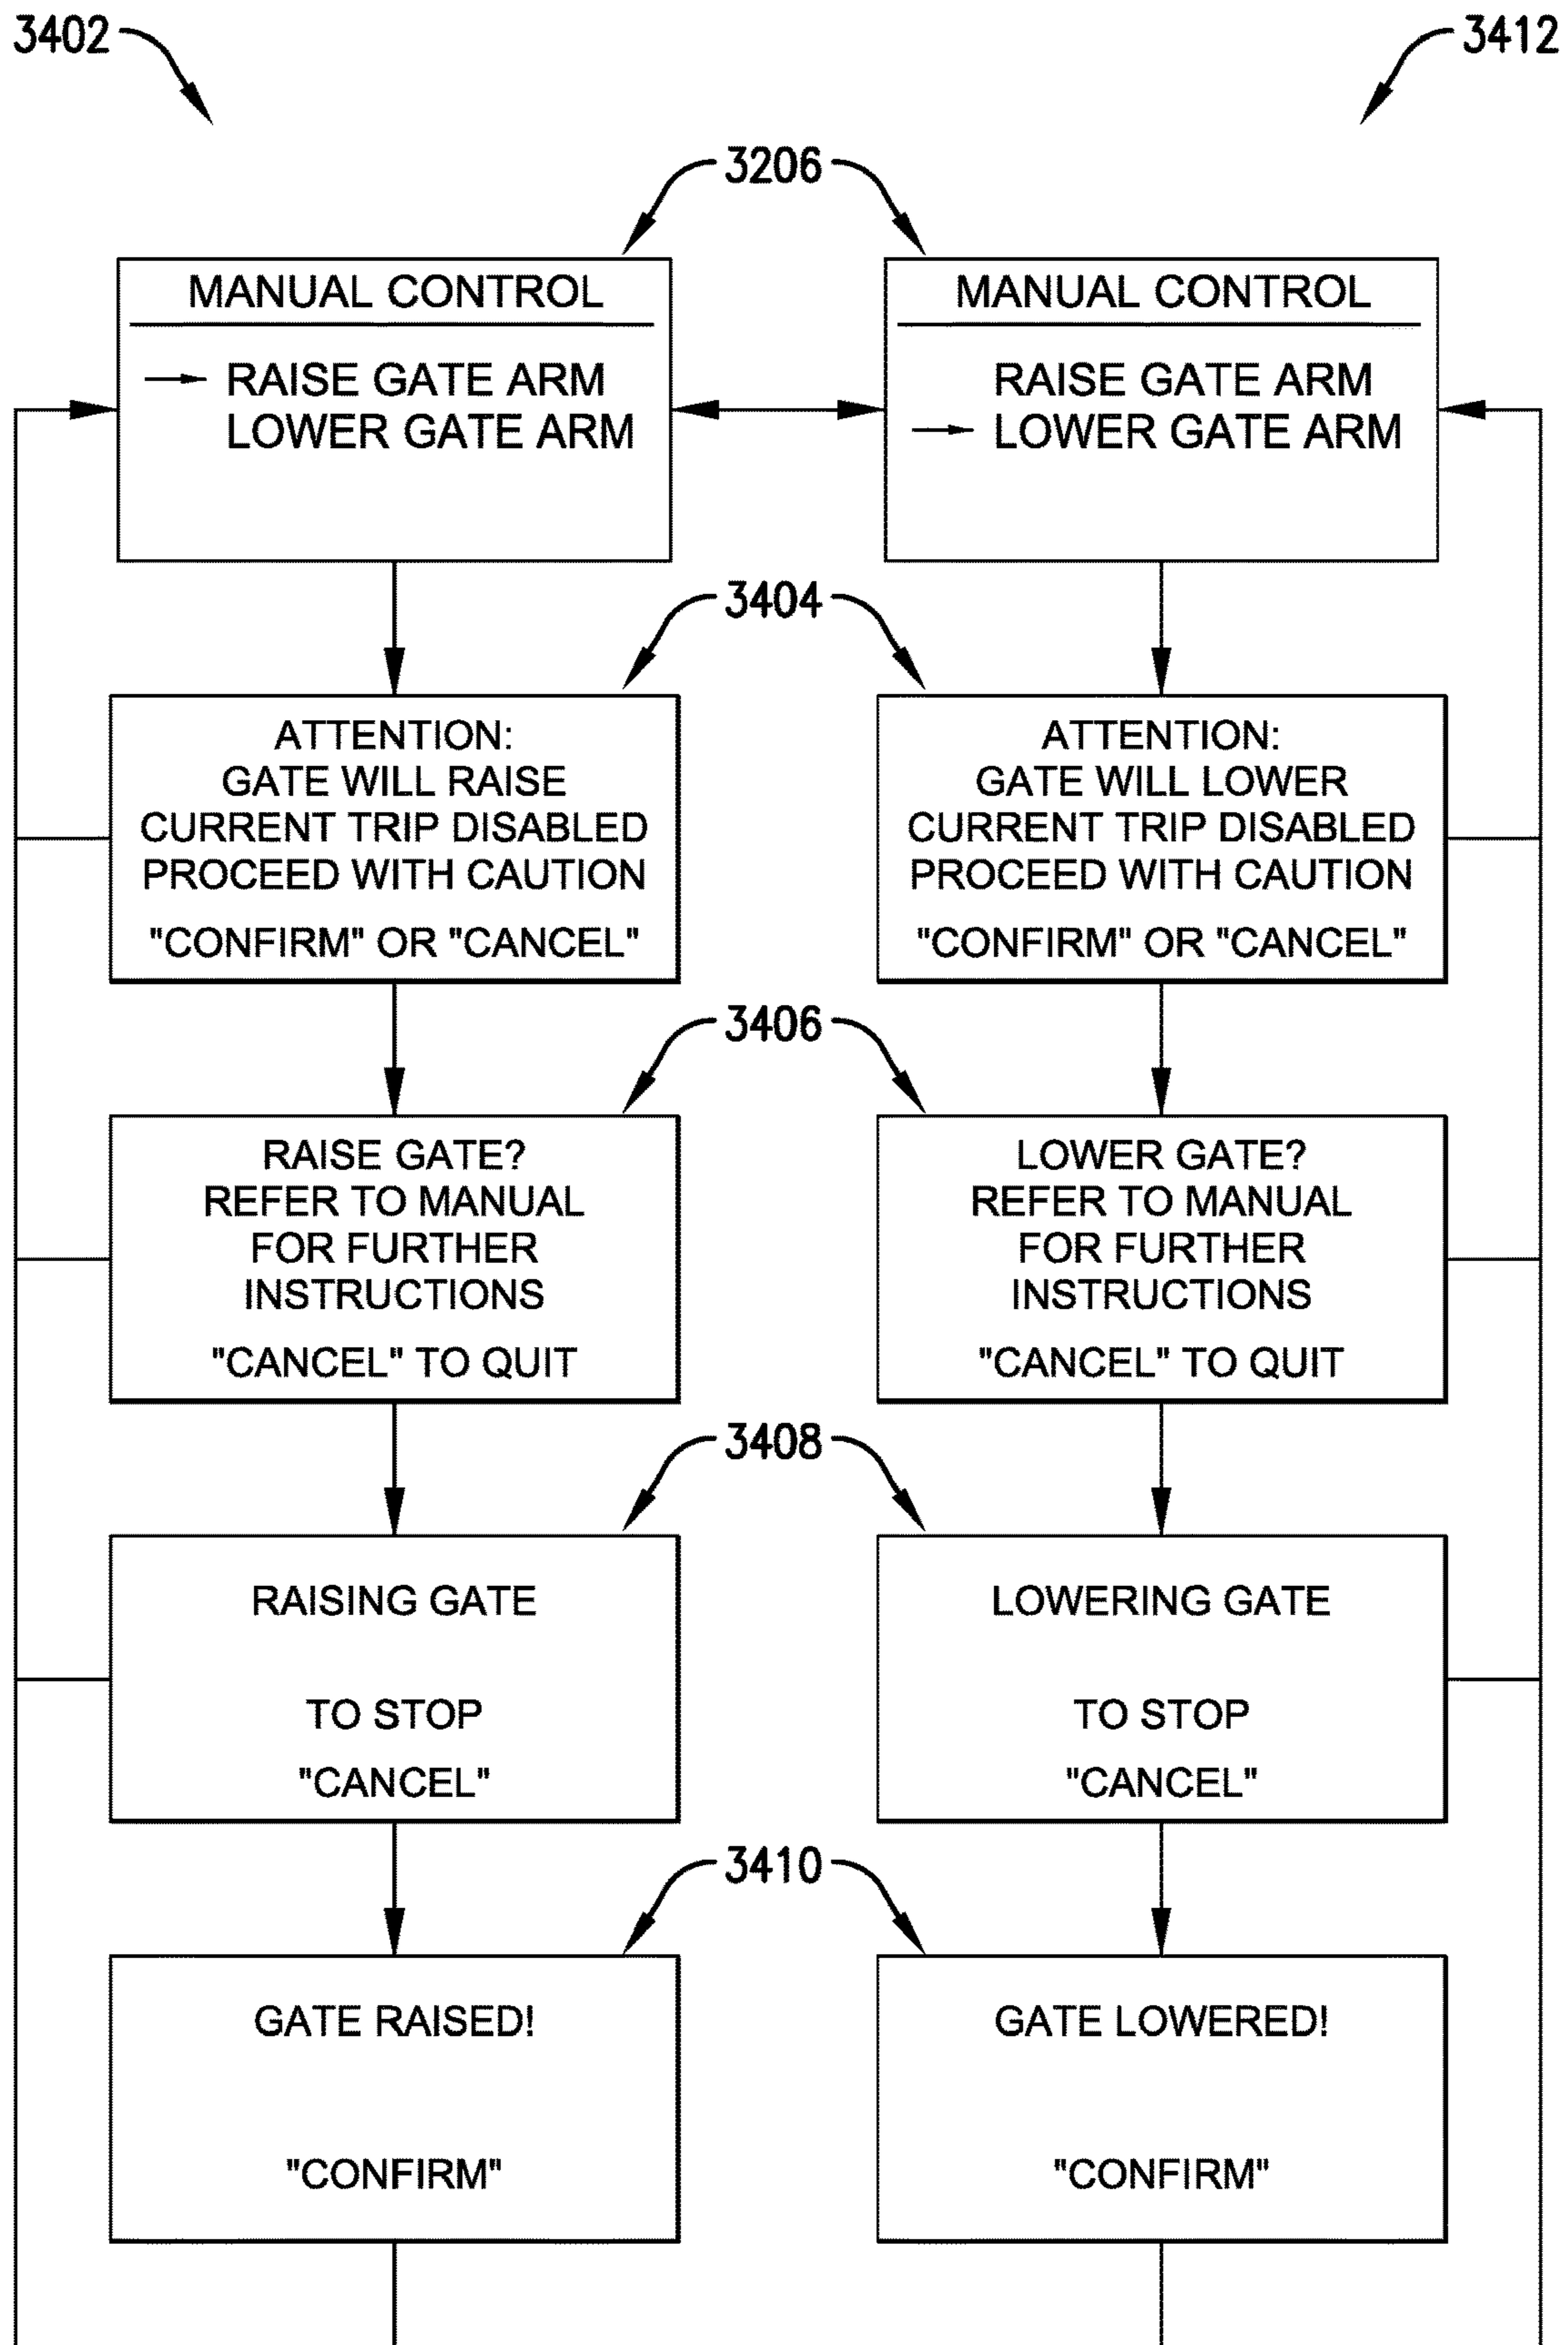 3402
3412
3206
MANUAL CONTROL
RAISE GATE ARM
LOWER GATE ARM
MANUAL CONTROL
RAISE GATE ARM
LOWER GATE ARM
3404
ATTENTION:
GATE WILL RAISE
CURRENT TRIP DISABLED
PROCEED WITH CAUTION
"CONFIRM" OR "CANCEL"
ATTENTION:
GATE WILL LOWER
CURRENT TRIP DISABLED
PROCEED WITH CAUTION
"CONFIRM" OR "CANCEL"
3406
RAISE GATE?
REFER TO MANUAL
FOR FURTHER
INSTRUCTIONS
"CANCEL" TO QUIT
LOWER GATE?
REFER TO MANUAL
FOR FURTHER
INSTRUCTIONS
"CANCEL" TO QUIT
3408
RAISING GATE
TO STOP
"CANCEL"
LOWERING GATE
TO STOP
"CANCEL"
3410
GATE RAISED!
"CONFIRM"
GATE LOWERED!
"CONFIRM"